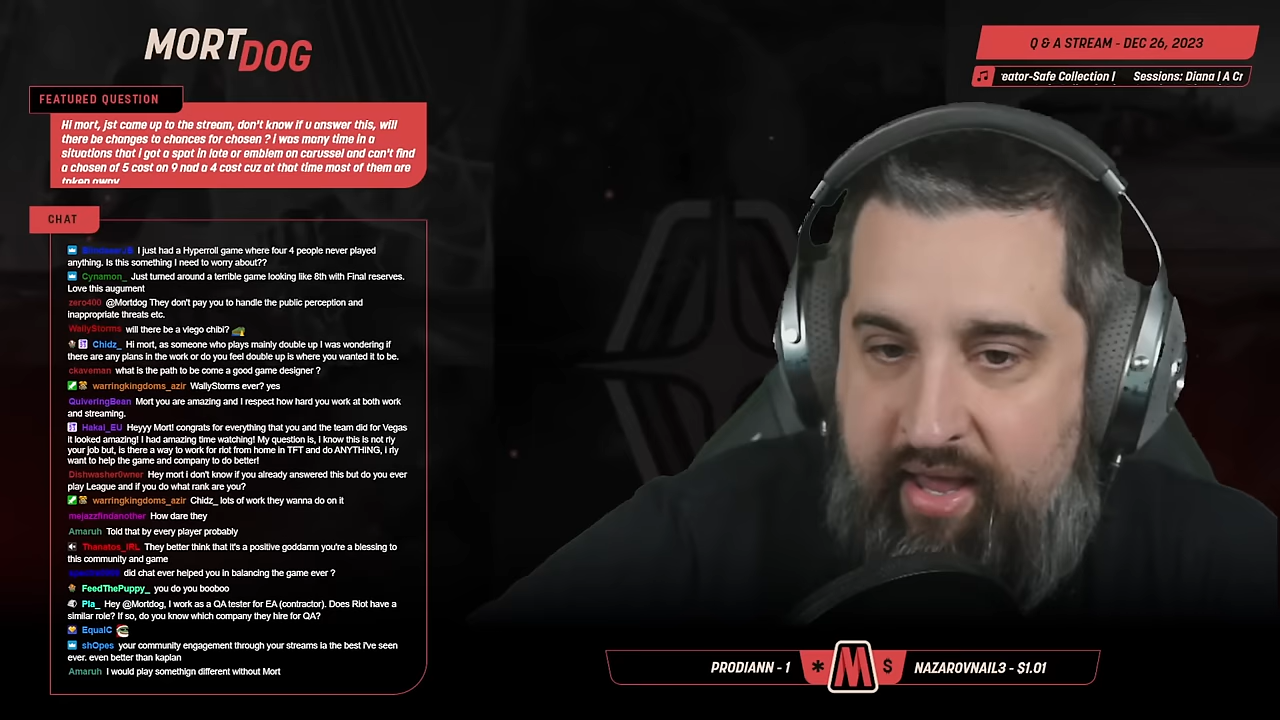 MORTDOG
Q & A STREAM - DEC 26, 2023
eator-Safe Collection | Sessions: Diana | A Cr
FEATURED QUESTION
Hi mort, jst came up to the stream, don't know if u answer this, will
there be changes to chances for chosen ? i was many time in a
situations that i got a spat in late or emblem on carussel and can't find
a chosen of 5 cost on 9 nad a 4 cost cuz at that time most of them are
taken away
CHAT
I just had a Hyperroll game where four 4 people never played
anything. Is this something I need to worry about??
Cynamon_ Just turned around a terrible game looking like 8th with Final reserves.
Love this augument
zero400 @Mortdog They don't pay you to handle the public perception and
inappropriate threats etc.
WallyStorms will there be a viego chibi?
Chidz_ Hi mort, as someone who plays mainly double up I was wondering if
there are any plans in the work or do you feel double up is where you wanted it to be.
ckaveman what is the path to be come a good game designer ?
warringkingdoms_azir WallyStorms ever? yes
QuiveringBean Mort you are amazing and I respect how hard you work at both work
and streaming.
Hakai_EU Heyyy Mort! congrats for everything that you and the team did for Vegas
it looked amazing! I had amazing time watching! My question is, i know this is not rly
your job but, is there a way to work for riot from home in TFT and do ANYTHING, i rly
want to help the game and company to do better!
Dishwasher0wner Hey mort i don't know if you already answered this but do you ever
play League and if you do what rank are you?
warringkingdoms_azir Chidz_ lots of work they wanna do on it
mejazzfindanother How dare they
Amaruh Told that by every player probably
Thanatos_IRL They better think that it's a positive goddamn you're a blessing to
this community and game
did chat ever helped you in balancing the game ever ?
FeedThePuppy_ you do you booboo
Pla_ Hey @Mortdog, I work as a QA tester for EA (contractor). Does Riot have a
similar role? If so, do you know which company they hire for QA?
EqualC
shOpes your community engagement through your streams ia the best i've seen
ever. even better than kaplan
Amaruh I would play somethign different without Mort
PRODIANN - 1 * M $ NAZAROVNAIL3 - $1.01